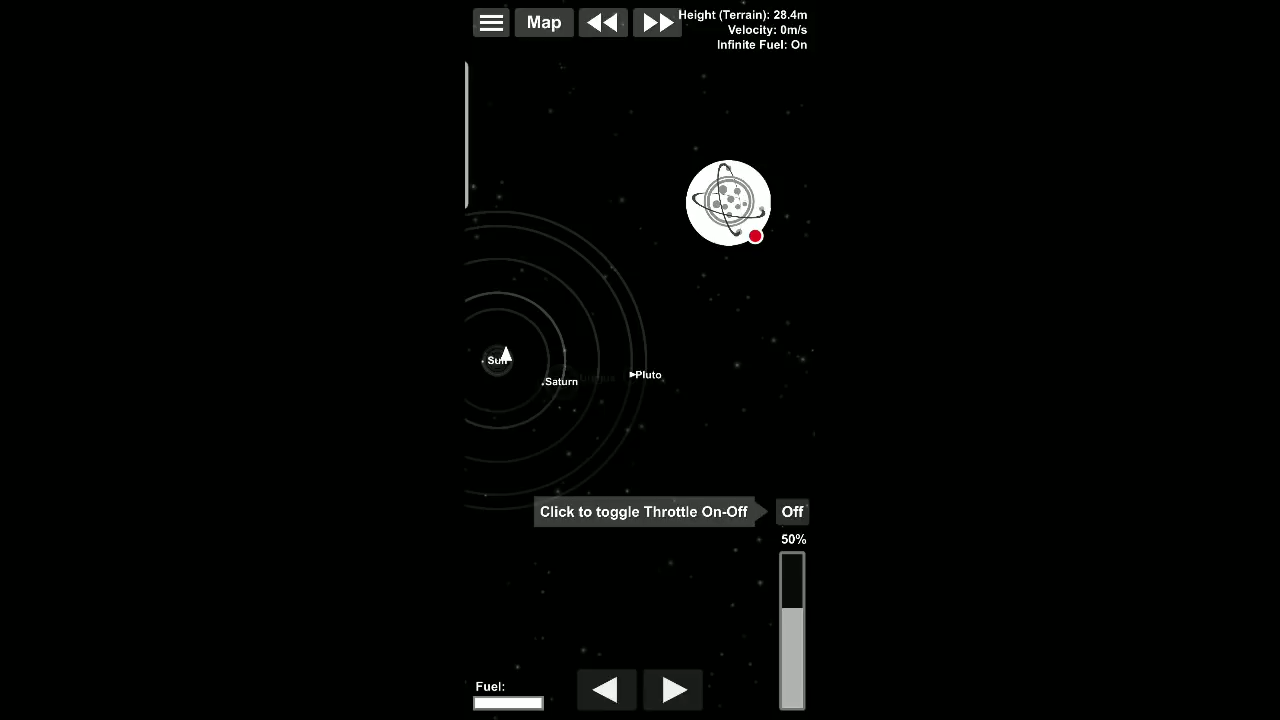 Map
Height (Terrain): 28.4m
Velocity: 0m/s
Infinite Fuel: On
Sun
Saturn
Pluto
Click to toggle Throttle On-Off
Off
50%
Fuel: